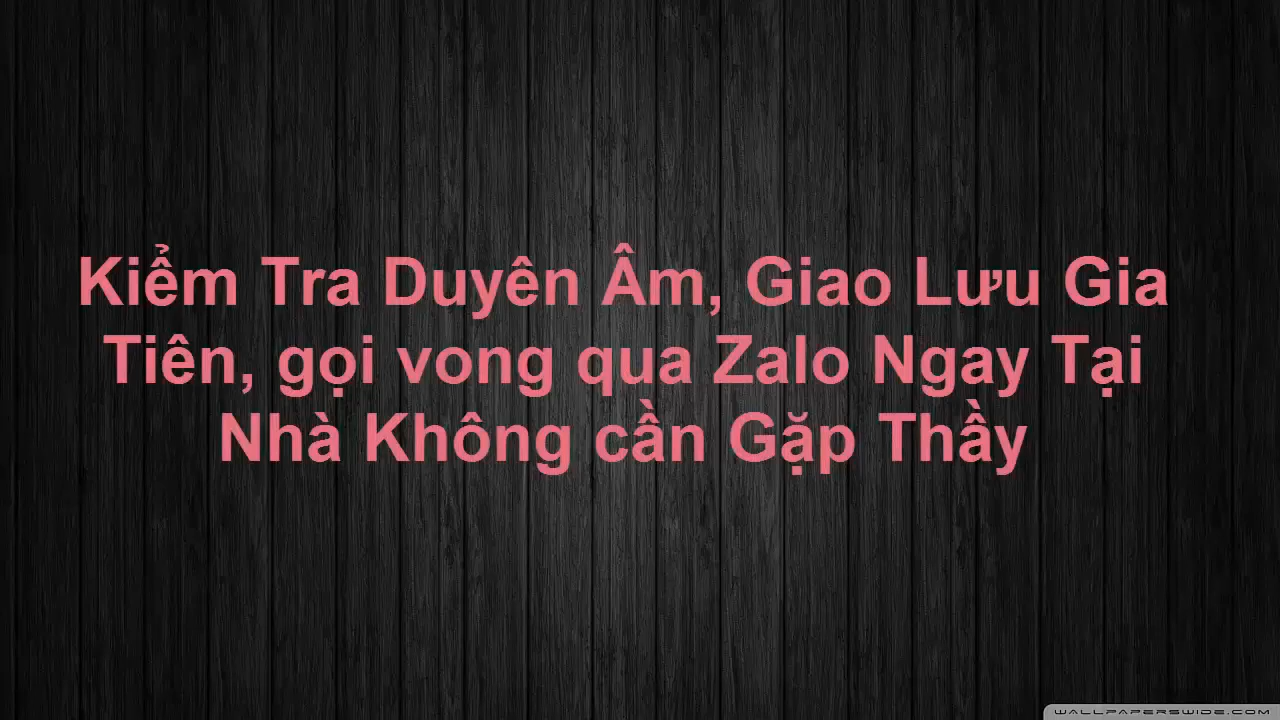 Kiểm Tra Duyên Âm, Giao Lưu Gia
Tiên, gọi vong qua Zalo Ngay Tại
Nhà Không cần Gặp Thầy
WALLPAPERSWIDE.COM